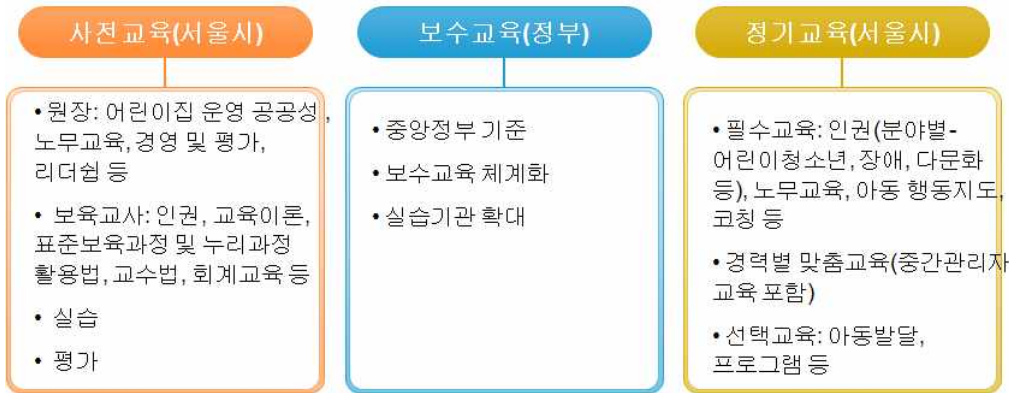 사전교육(서울시)
• 원장: 어린이집 운영 공공성,
노무교육, 경영 및 평가,
리더쉽 등
• 보육교사: 인권, 교육이론,
표준보육과정 및 누리과정
활용법, 교수법, 회계교육 등
• 실습
• 평가
보수교육(정부)
• 중앙정부 기준
• 보수교육 체계화
• 실습기관 확대
정기교육(서울시)
• 필수교육: 인권(분야별-
어린이청소년, 장애, 다문화
등), 노무교육, 아동 행동지도,
코칭 등
• 경력별 맞춤교육(중간관리자
교육 포함)
• 선택교육: 아동발달,
프로그램 등